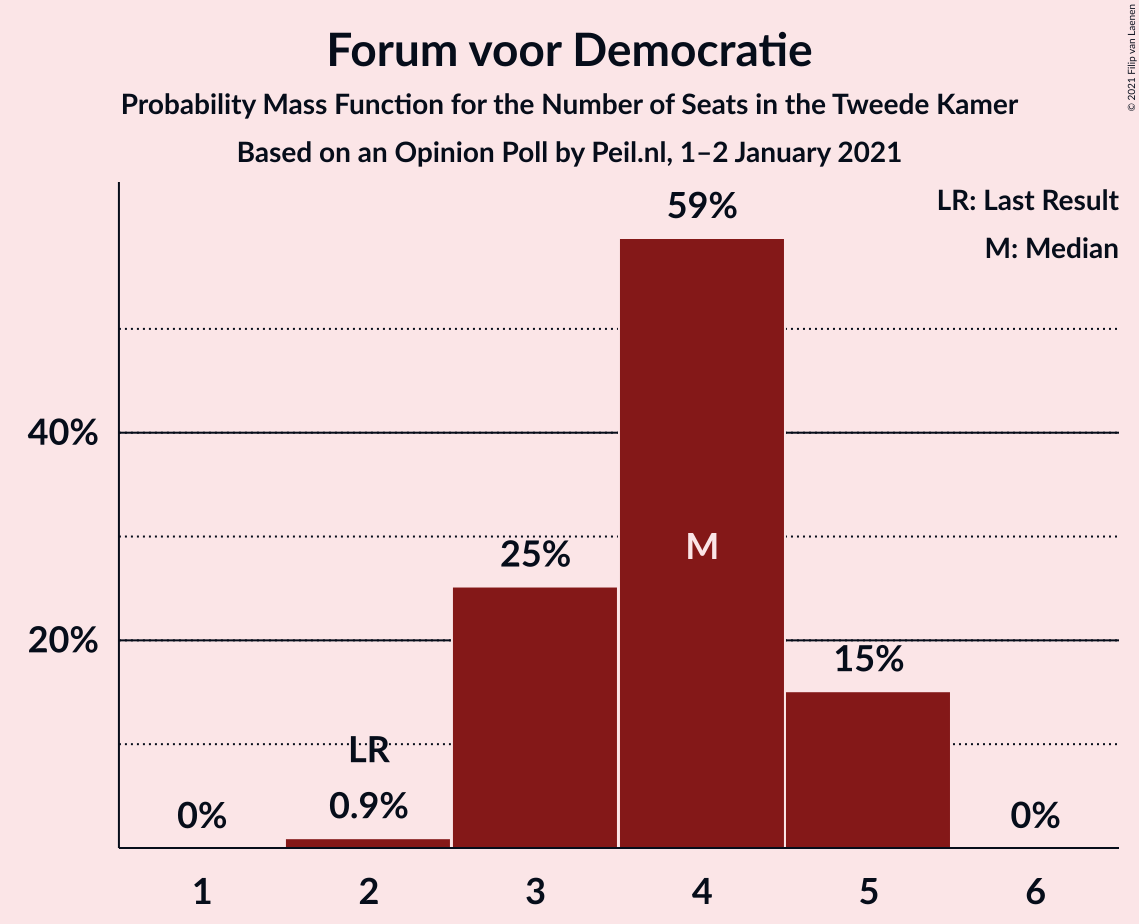 Forum voor Democratie
Probability Mass Function for the Number of Seats in the Tweede Kamer
Based on an Opinion Poll by Peil.nl, 1–2 January 2021
© 2021 Filip van Laenen
LR: Last Result
M: Median
59%
40%
25%
M
20%
15%
LR
0%
0.9%
0%
1
2
3
4
5
6